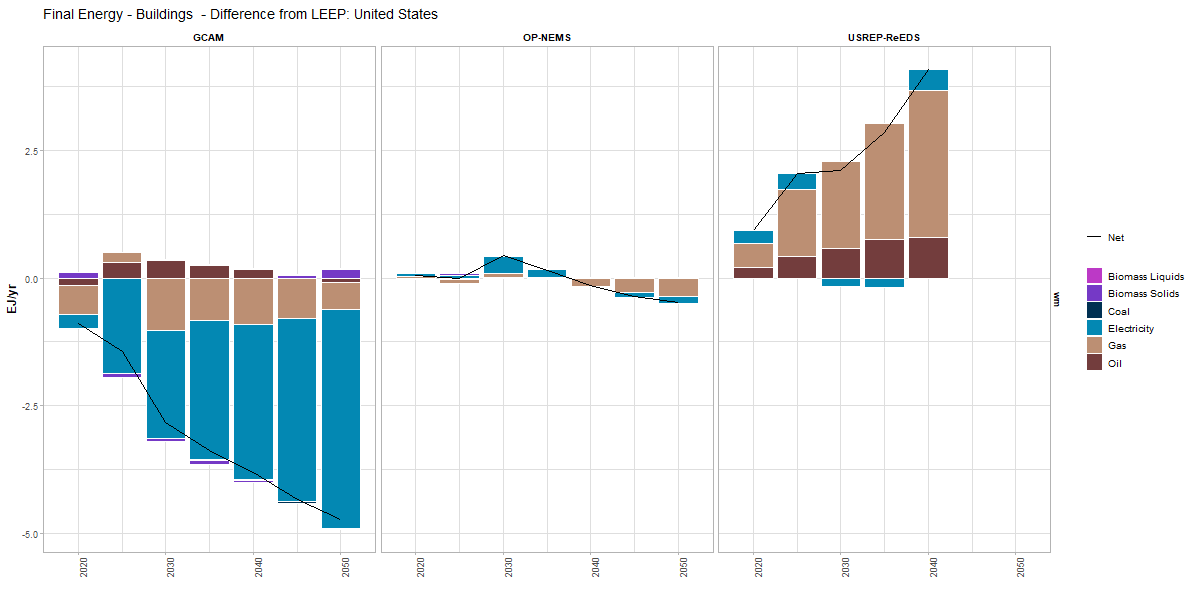 Final Energy - Buildings  - Difference from LEEP: United States
GCAM
OP-NEMS
USREP-ReEDS
EJ/yr
2.5
0.0
-2.5
-5.0
2020
2030
2040
2050
2020
2030
2040
2050
2020
2030
2040
2050
wm
Net
Biomass Liquids
Biomass Solids
Coal
Electricity
Gas
Oil